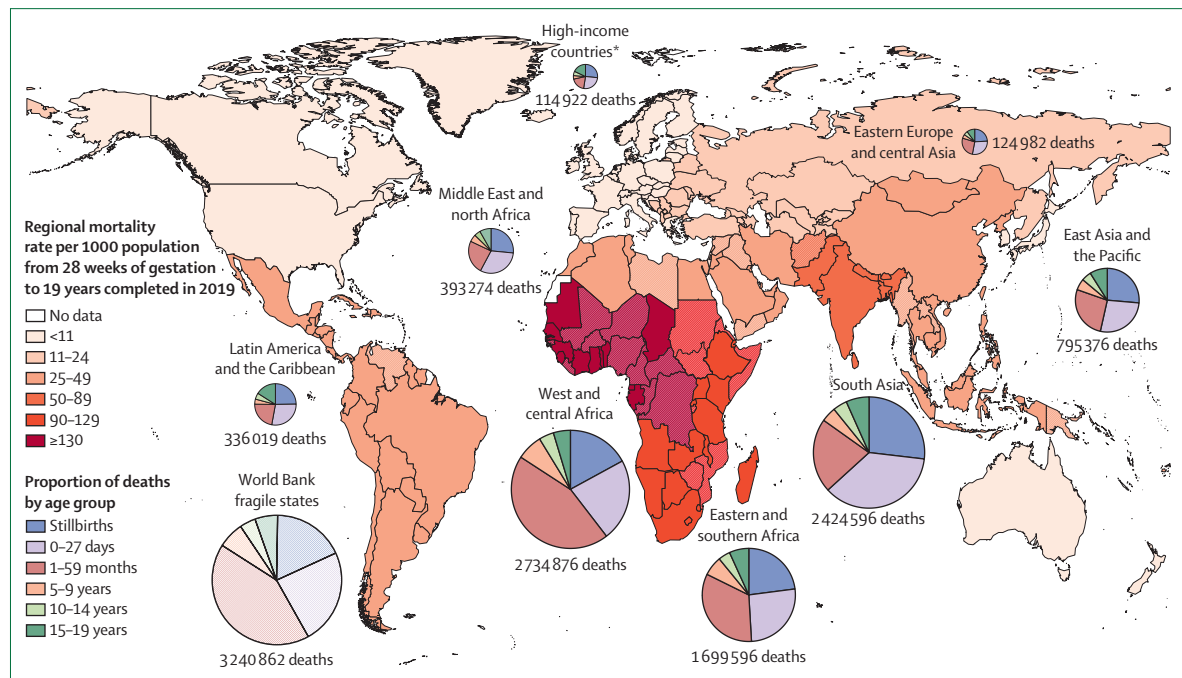 High-income
countries*
114 922 deaths
Eastern Europe
and central Asia
124 982 deaths
Middle East and
north Africa
393 274 deaths
Regional mortality
rate per 1000 population
from 28 weeks of gestation
to 19 years completed in 2019
No data
<11
11–24
25–49
50–89
90–129
≥130
East Asia and
the Pacific
795 376 deaths
Latin America
and the Caribbean
336 019 deaths
West and
central Africa
2 734 876 deaths
South Asia
2 424 596 deaths
Proportion of deaths
by age group
Stillbirths
0–27 days
1–59 months
5–9 years
10–14 years
15–19 years
World Bank
fragile states
3 240 862 deaths
Eastern and
southern Africa
1 699 596 deaths